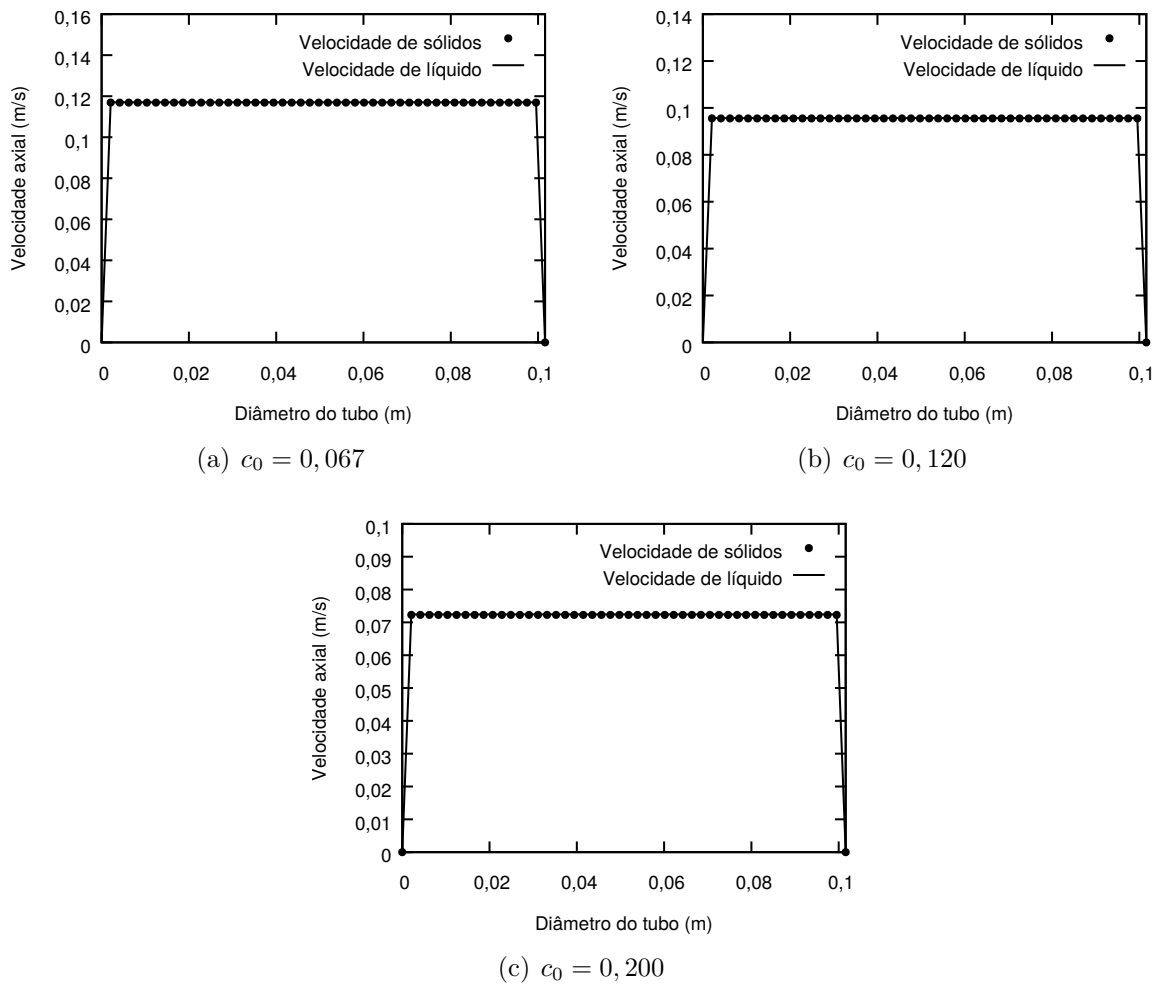 0,16
0,14
0,12
0,1
0,08
0,06
0,04
0,02
0
0 0,02 0,04 0,06 0,08 0,1
Velocidade axial (m/s)
Diâmetro do tubo (m)
Velocidade de sólidos
Velocidade de líquido
(a) c₀ = 0, 067
0,14
0,12
0,1
0,08
0,06
0,04
0,02
0
0 0,02 0,04 0,06 0,08 0,1
Velocidade axial (m/s)
Diâmetro do tubo (m)
Velocidade de sólidos
Velocidade de líquido
(b) c₀ = 0, 120
0,1
0,09
0,08
0,07
0,06
0,05
0,04
0,03
0,02
0,01
0
0 0,02 0,04 0,06 0,08 0,1
Velocidade axial (m/s)
Diâmetro do tubo (m)
Velocidade de sólidos
Velocidade de líquido
(c) c₀ = 0, 200